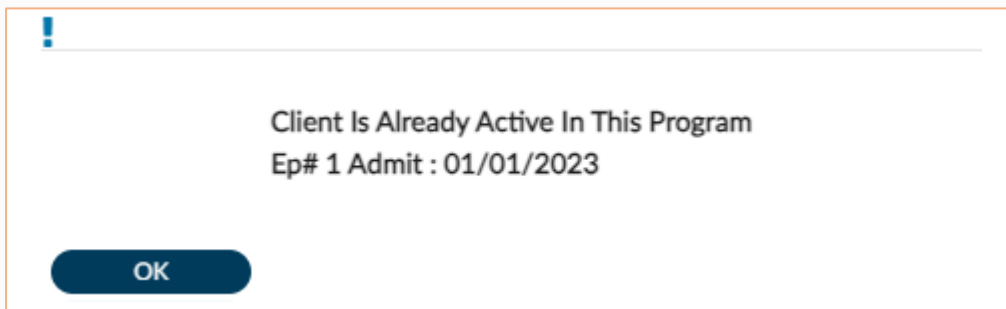 !
Client Is Already Active In This Program
Ep# 1 Admit : 01/01/2023
OK